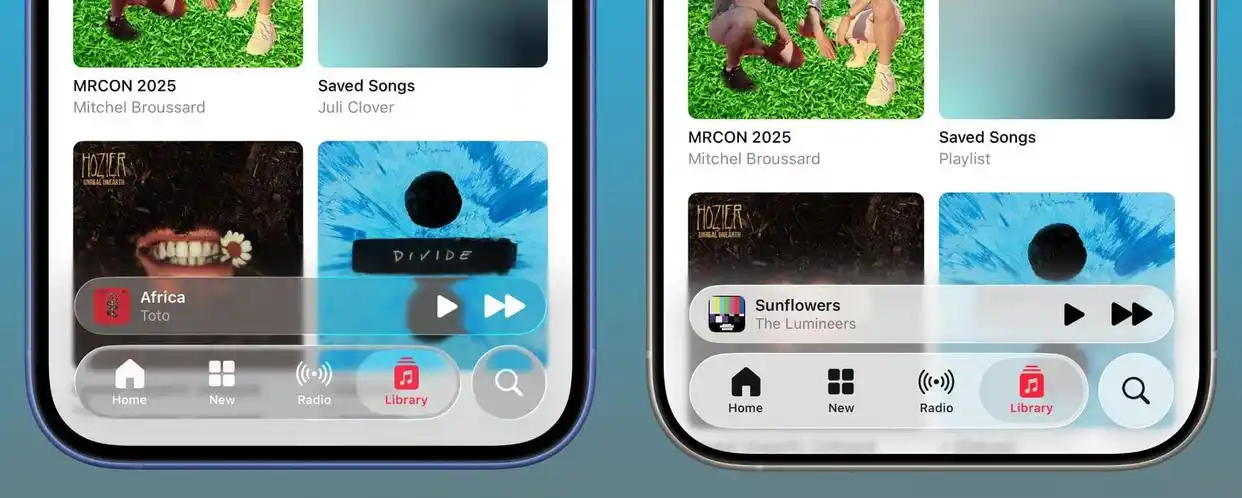 MRCON 2025
Mitchel Broussard
Saved Songs
Juli Clover
HOZIER
UNREAL UNEARTH
DIVIDE
Africa
Toto
Home
New
Radio
Library
MRCON 2025
Mitchel Broussard
Saved Songs
Playlist
HOZIER
UNREAL UNEARTH
Sunflowers
The Lumineers
Home
New
Radio
Library